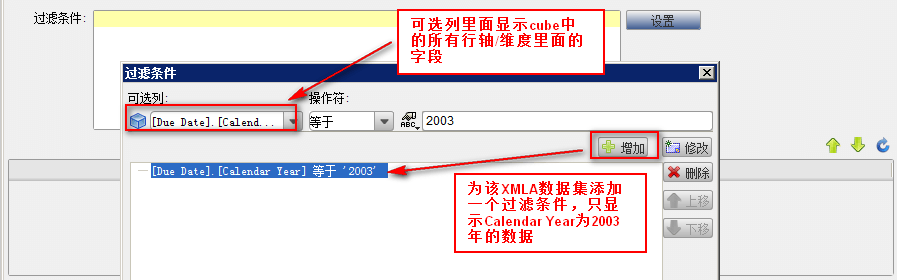 过滤条件:
设置
可选列里面显示cube中
的所有行轴/维度里面的
字段
过滤条件
可选列:
操作符:
[Due Date].[Calend...
等于
ABC
2003
增加
修改
[Due Date].[Calendar Year] 等于 '2003'
删除
为该XMLA数据集添加
一个过滤条件，只显
示Calendar Year为2003
年的数据
上移
下移